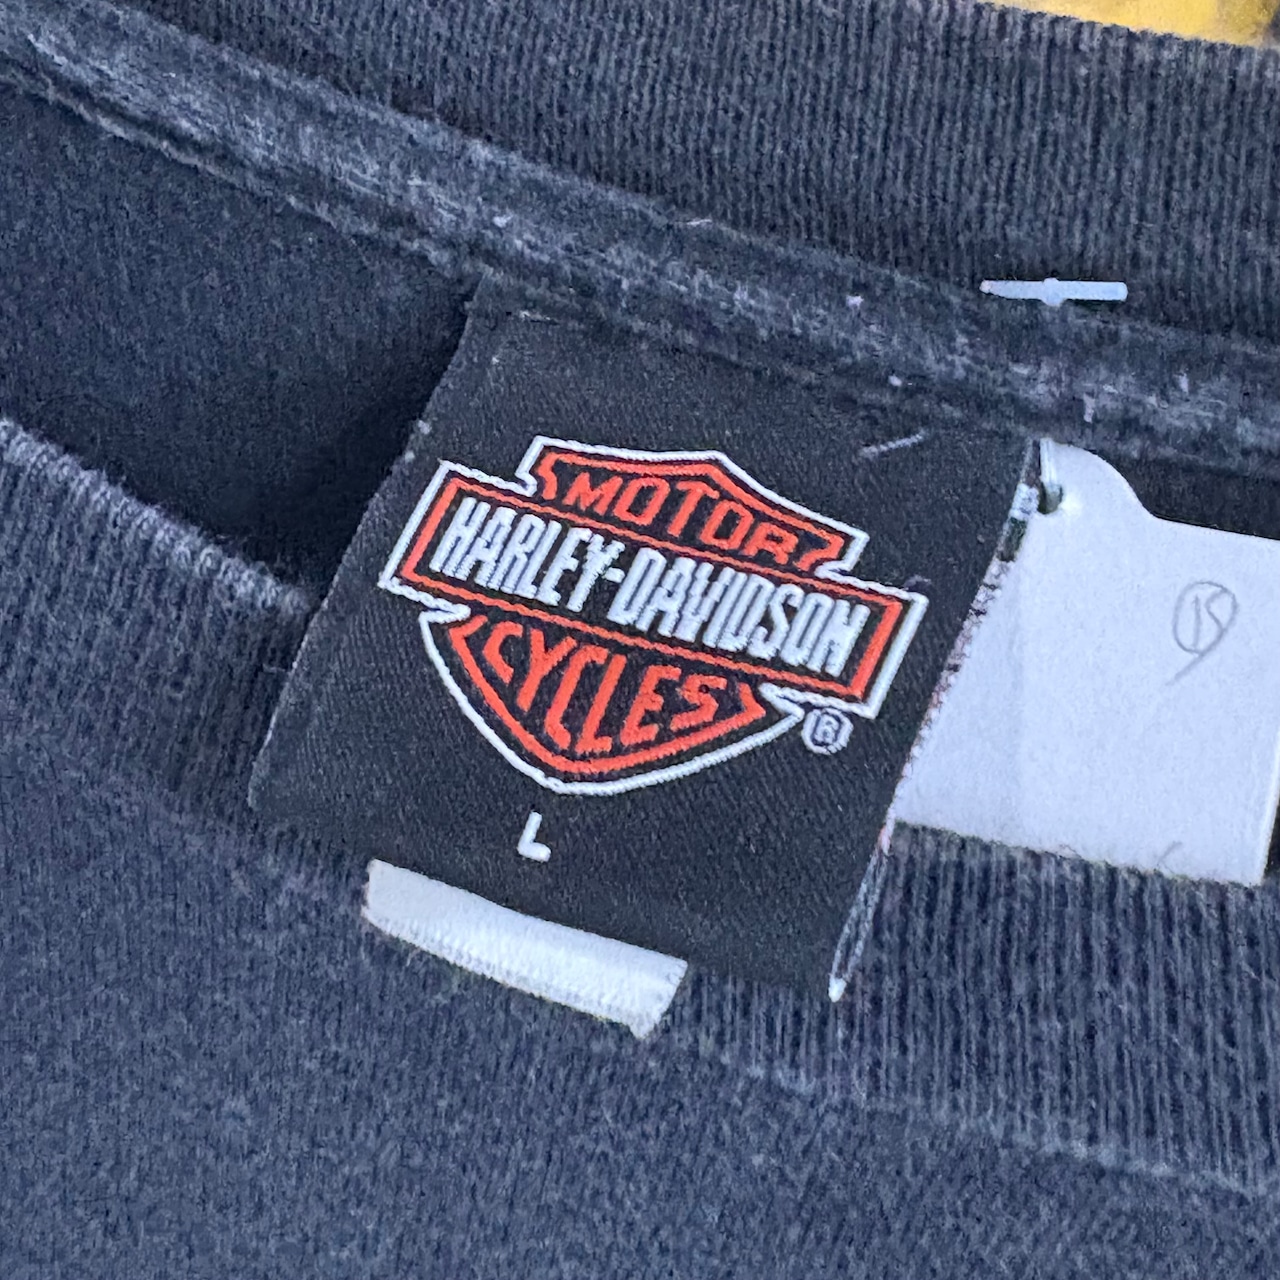 MOTOR
HARLEY-DAVIDSON
CYCLES
®
L